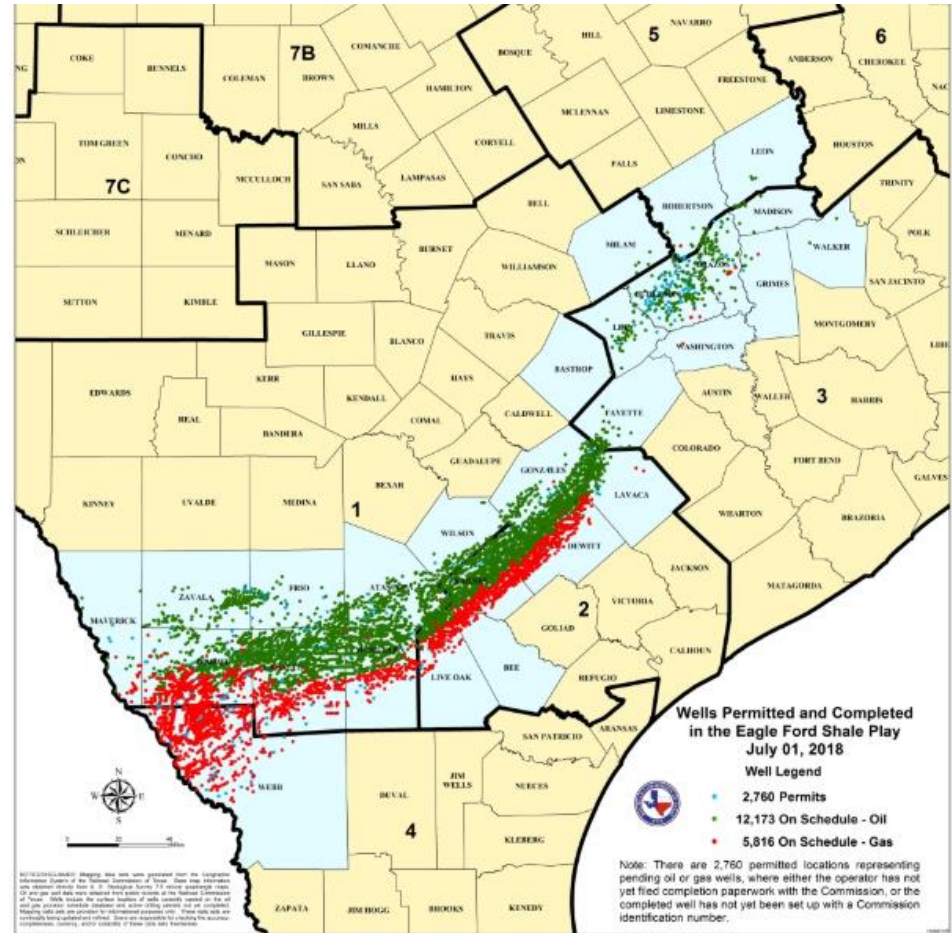 NAVARRO
HILL
5
6
COMANCHE
BOSQUE
ANDERSON
CHEROKEE
COKE
RUNNELS
7B
COLEMAN
BROWN
FREESTONE
HAMILTON
MCLENNAN
LIMESTONE
MILLS
HOUSTON
TOM GREEN
CONCHO
CORYELL
LEON
FALLS
TRINITY
7C
MCCULLOCH
SAN SABA
LAMPASAS
BELL
ROBERTSON
MADISON
POLK
SCHLEICHER
MENARD
MASON
LLANO
BURNET
MILAM
WALKER
WILLIAMSON
GRIMES
SAN JACINTO
SUTTON
KIMBLE
GILLESPIE
BLANCO
TRAVIS
MONTGOMERY
WASHINGTON
BASTROP
EDWARDS
KERR
HAYS
AUSTIN
WALLER
HARRIS
3
KENDALL
CALDWELL
FAYETTE
REAL
COMAL
BANDERA
COLORADO
GUADALUPE
FORT BEND
BEXAR
GONZALES
KINNEY
UVALDE
MEDINA
LAVACA
1
WHARTON
BRAZORIA
WILSON
DEWITT
JACKSON
MATAGORDA
ZAVALA
FRIO
MAVERICK
VICTORIA
2
GOLIAD
CALHOUN
LIVE OAK
BEE
REFUGIO
ARANSAS
SAN PATRICIO
WEBB
DUVAL
JIM
WELLS
NUECES
4
KLEBERG
ZAPATA
JIM HOGG
BROOKS
KENEDY
N
W
E
S
Wells Permitted and Completed
in the Eagle Ford Shale Play
July 01, 2018
Well Legend
2,760 Permits
12,173 On Schedule - Oil
5,816 On Schedule - Gas
Note: There are 2,760 permitted locations representing
pending oil or gas wells, where either the operator has not
yet filed completion paperwork with the Commission, or the
completed well has not yet been set up with a Commission
identification number.